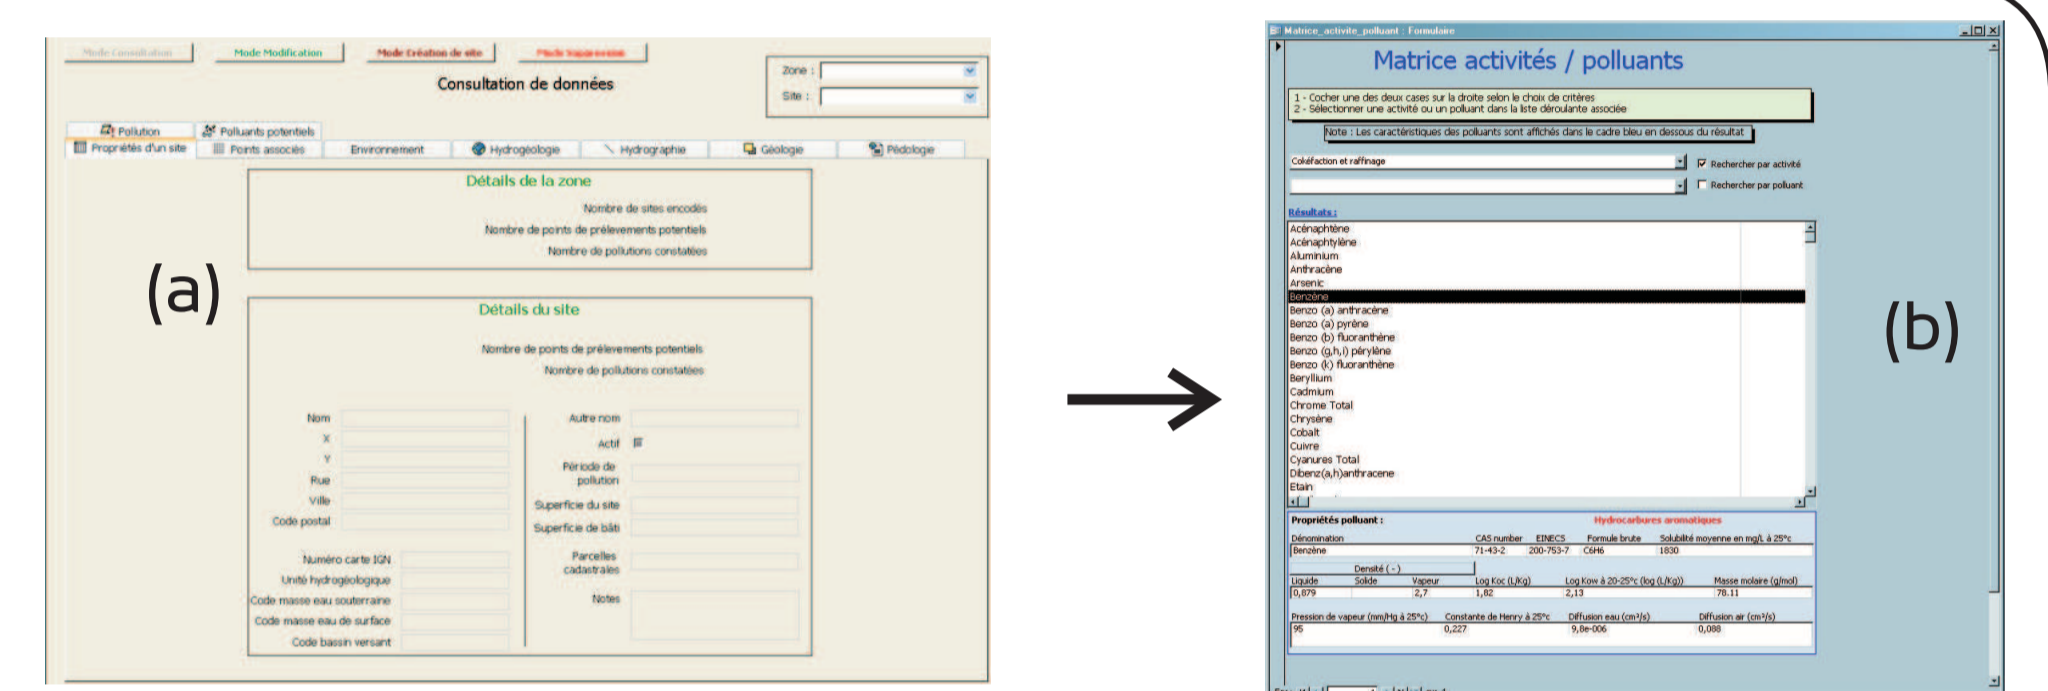 Mode Consultation
Mode Modification
Mode Création de site
Mode Suppression
Consultation de données
Zone :
Site :
Pollution
Polluants potentiels
Propriétés d'un site
Points associés
Environnement
Hydrogéologie
Hydrographie
Géologie
Pédologie
Détails de la zone
Nombre de sites encodés
Nombre de points de prélevements potentiels
Nombre de pollutions constatées
(a)
Détails du site
Nombre de points de prélevements potentiels
Nombre de pollutions constatées
Nom
X
Y
Rue
Ville
Code postal
Numéro carte IGN
Unité hydrogéologique
Code masse eau souterraine
Code masse eau de surface
Code bassin versant
Autre nom
Actif
Période de
pollution
Superficie du site
Superficie de bâti
Parcelles
cadastrales
Notes
Matrice_activite_polluant : Formulaire
Matrice activités / polluants
1 - Cocher une des deux cases sur la droite selon le choix de critères
2 - Sélectionner une activité ou un polluant dans la liste déroulante associée
Note : Les caractéristiques des polluants sont affichés dans le cadre bleu en dessous du résultat
Cokéfaction et raffinage
Rechercher par activité
Rechercher par polluant
Résultats :
Acénaphtène
Acénaphtylène
Aluminium
Anthracène
Arsenic
Benzène
Benzo (a) anthracène
Benzo (a) pyrène
Benzo (b) fluoranthène
Benzo (g,h,i) pérylène
Benzo (k) fluoranthène
Beryllium
Cadmium
Chrome Total
Chrysène
Cobalt
Cuivre
Cyanures Total
Dibenz(a,h)anthracene
Etain
(b)
Propriétés polluant : Hydrocarbures aromatiques
Dénomination CAS number EINECS Formule brute Solubilité moyenne en mg/L à 25°c
Benzène 71-43-2 200-753-7 C6H6 1830
Densité ( - )
Liquide Solide Vapeur Log Koc (L/Kg) Log Kow à 20-25°c (log (L/Kg)) Masse molaire (g/mol)
0,879 2,7 1,82 2,13 78.11
Pression de vapeur (mm/Hg à 25°c) Constante de Henry à 25°c Diffusion eau (cm²/s) Diffusion air (cm²/s)
95 0,227 9,8e-006 0,088